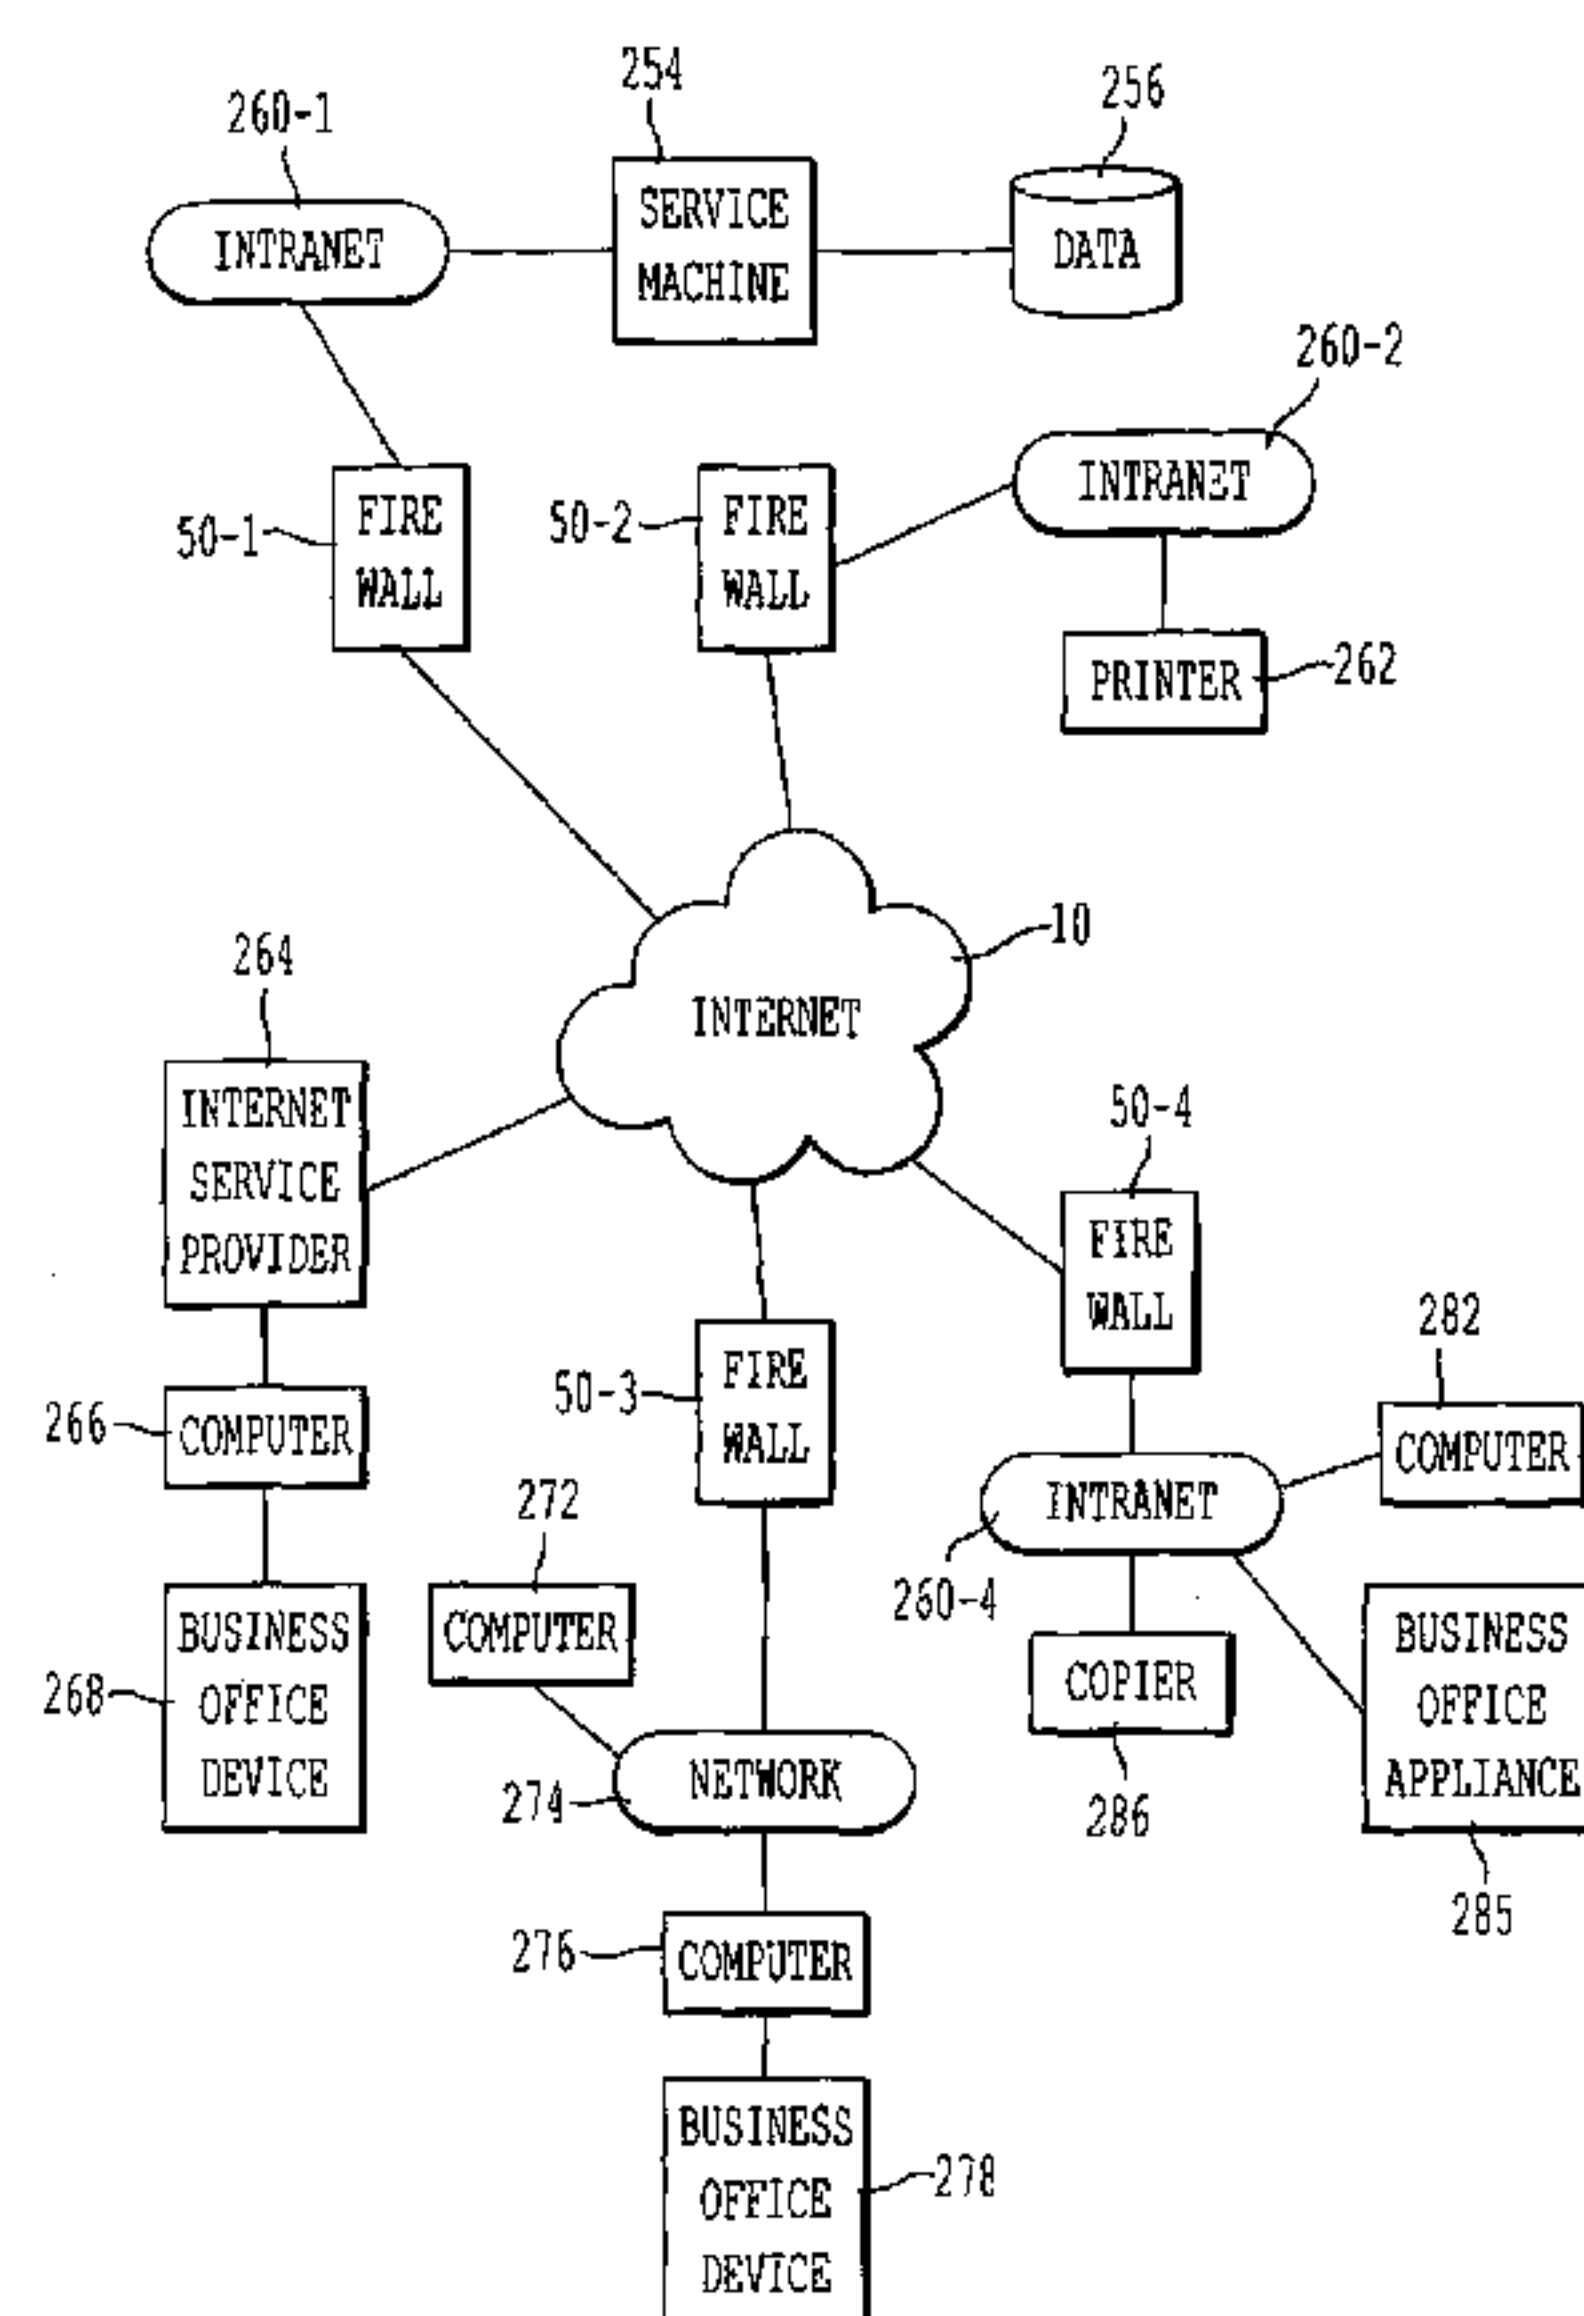 254
256
260-1
SERVICE
MACHINE
INTRANET
DATA
260-2
INTRANET
50-1
FIRE
WALL
50-2
FIRE
WALL
PRINTER
262
10
INTERNET
264
INTERNET
SERVICE
PROVIDER
50-4
FIRE
WALL
282
COMPUTER
50-3
FIRE
WALL
266
COMPUTER
272
COMPUTER
INTRANET
260-4
COPIER
286
BUSINESS
OFFICE
APPLIANCE
285
268
BUSINESS
OFFICE
DEVICE
274
NETWORK
276
COMPUTER
BUSINESS
OFFICE
DEVICE
278